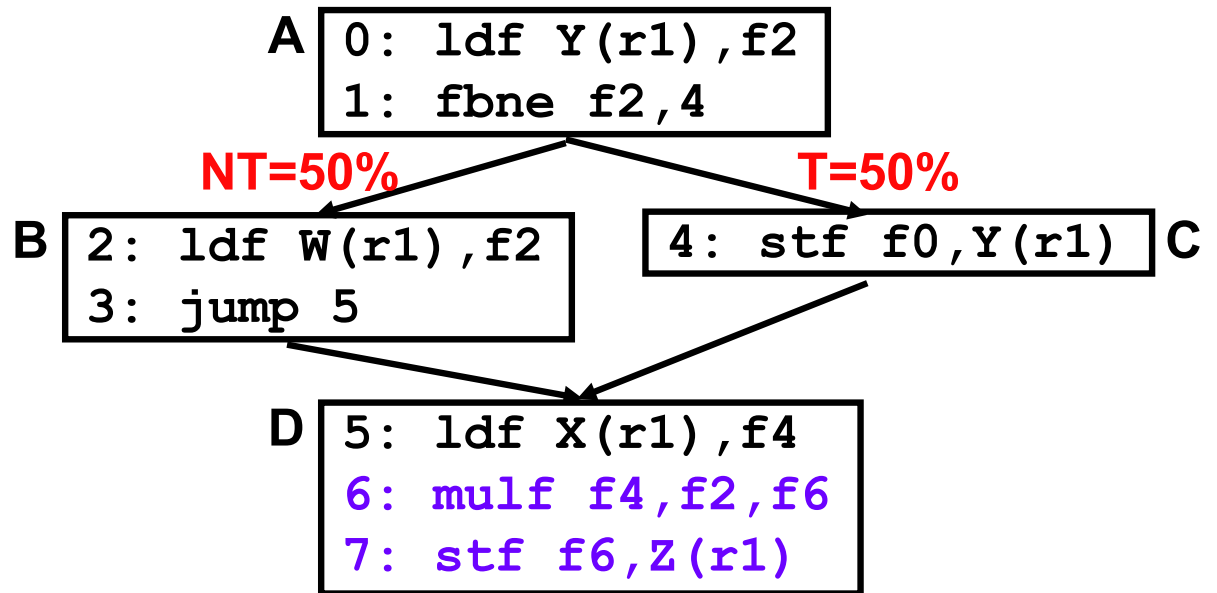 A
0: ldf Y(r1),f2
1: fbne f2,4
NT=50%
T=50%
B
2: ldf W(r1),f2
3: jump 5
4: stf f0,Y(r1)
C
D
5: ldf X(r1),f4
6: mulf f4,f2,f6
7: stf f6,Z(r1)